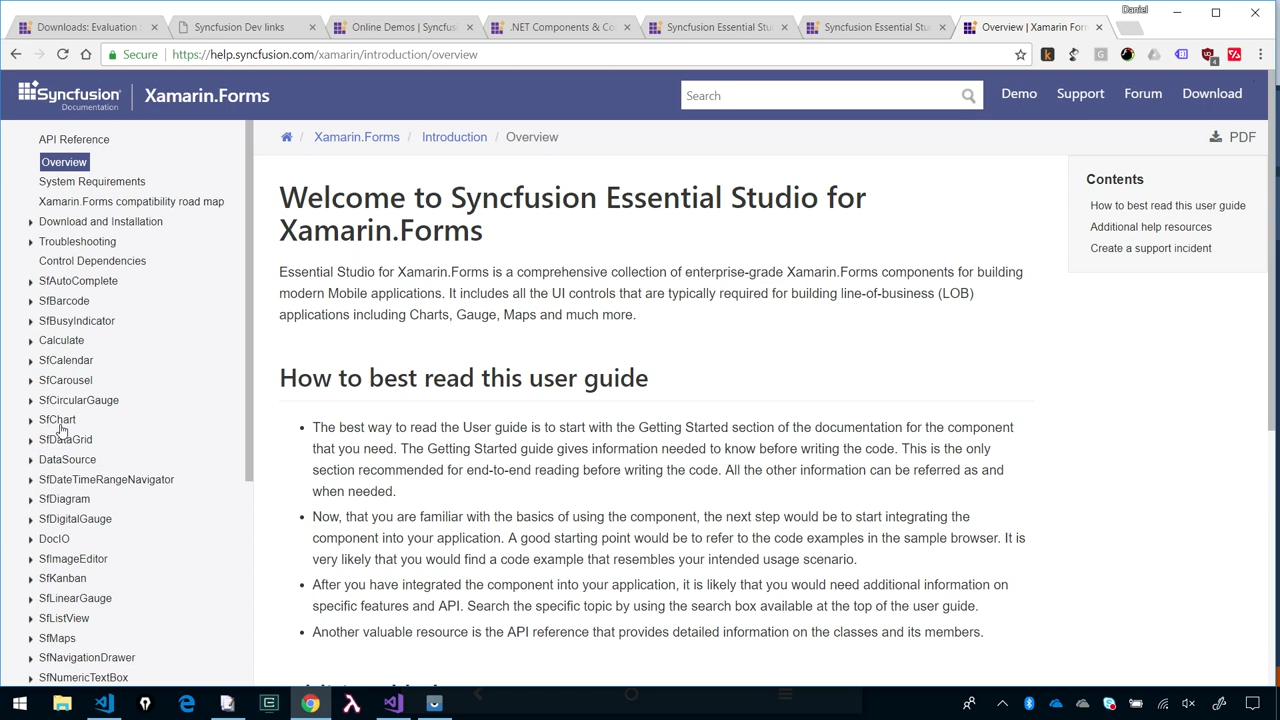 Daniel
Downloads: Evaluation
Syncfusion Dev links
Online Demos | Syncfus
.NET Components & Co
Syncfusion Essential Stu
Syncfusion Essential Stu
Overview | Xamarin Form
Secure
https://help.syncfusion.com/xamarin/introduction/overview
Syncfusion
Documentation
Xamarin.Forms
Search
Demo
Support
Forum
Download
API Reference
Overview
System Requirements
Xamarin.Forms compatibility road map
Download and Installation
Troubleshooting
Control Dependencies
SfAutoComplete
SfBarcode
SfBusyIndicator
Calculate
SfCalendar
SfCarousel
SfCircularGauge
SfChart
SfDataGrid
DataSource
SfDateTimeRangeNavigator
SfDiagram
SfDigitalGauge
DocIO
SfImageEditor
SfKanban
SfLinearGauge
SfListView
SfMaps
SfNavigationDrawer
SfNumericTextBox
/ Xamarin.Forms / Introduction / Overview
PDF
Welcome to Syncfusion Essential Studio for
Xamarin.Forms
Essential Studio for Xamarin.Forms is a comprehensive collection of enterprise-grade Xamarin.Forms components for building
modern Mobile applications. It includes all the UI controls that are typically required for building line-of-business (LOB)
applications including Charts, Gauge, Maps and much more.
How to best read this user guide
• The best way to read the User guide is to start with the Getting Started section of the documentation for the component
that you need. The Getting Started guide gives information needed to know before writing the code. This is the only
section recommended for end-to-end reading before writing the code. All the other information can be referred as and
when needed.
• Now, that you are familiar with the basics of using the component, the next step would be to start integrating the
component into your application. A good starting point would be to refer to the code examples in the sample browser. It is
very likely that you would find a code example that resembles your intended usage scenario.
• After you have integrated the component into your application, it is likely that you would need additional information on
specific features and API. Search the specific topic by using the search box available at the top of the user guide.
• Another valuable resource is the API reference that provides detailed information on the classes and its members.
Contents
How to best read this user guide
Additional help resources
Create a support incident